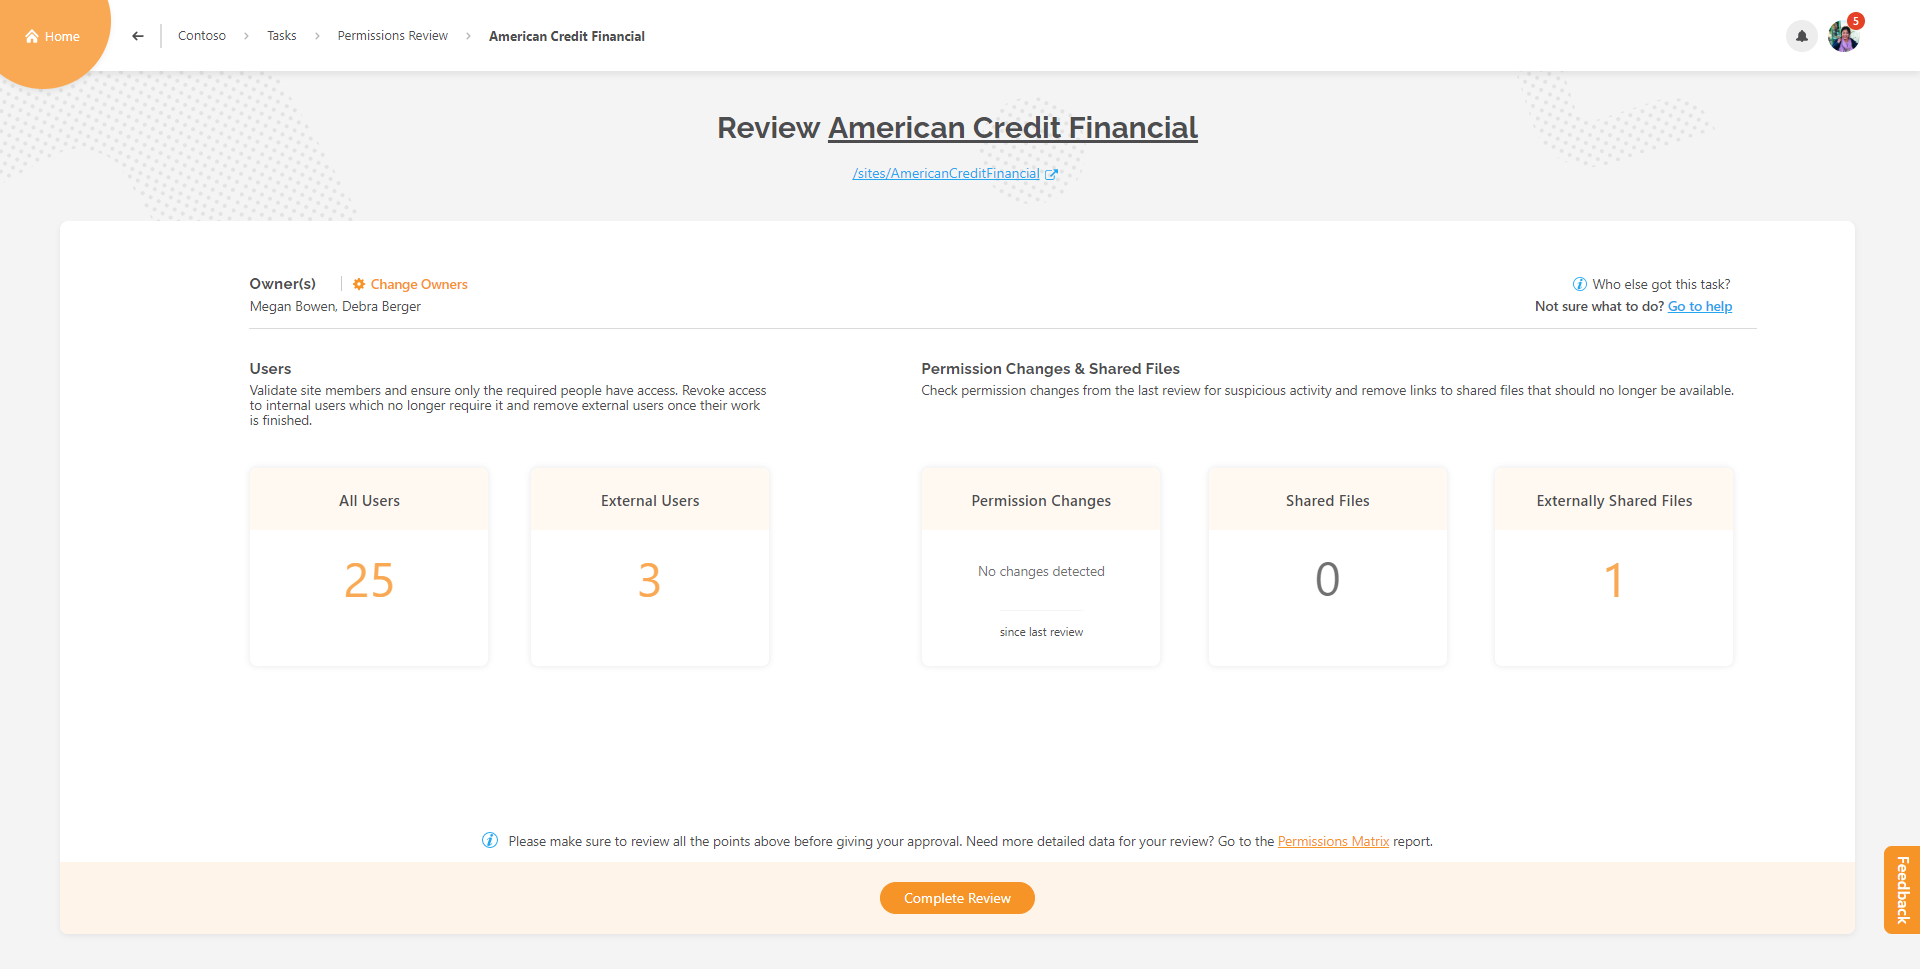 Home
Contoso > Tasks > Permissions Review > American Credit Financial
5
Review American Credit Financial
/sites/AmericanCreditFinancial
Owner(s)
Change Owners
Megan Bowen, Debra Berger
Who else got this task?
Not sure what to do? Go to help
Users
Validate site members and ensure only the required people have access. Revoke access
to internal users which no longer require it and remove external users once their work
is finished.
Permission Changes & Shared Files
Check permission changes from the last review for suspicious activity and remove links to shared files that should no longer be available.
All Users
25
External Users
3
Permission Changes
No changes detected
since last review
Shared Files
0
Externally Shared Files
1
Please make sure to review all the points above before giving your approval. Need more detailed data for your review? Go to the Permissions Matrix report.
Complete Review
Feedback